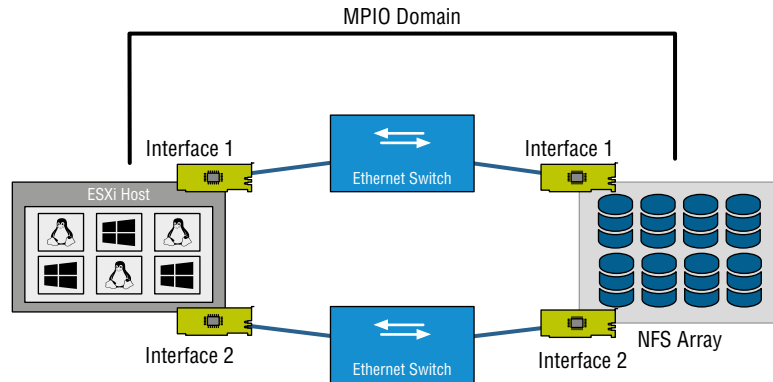 MPIO Domain
Interface 1
Interface 1
Ethernet Switch
ESXi Host
Interface 2
Ethernet Switch
Interface 2
NFS Array